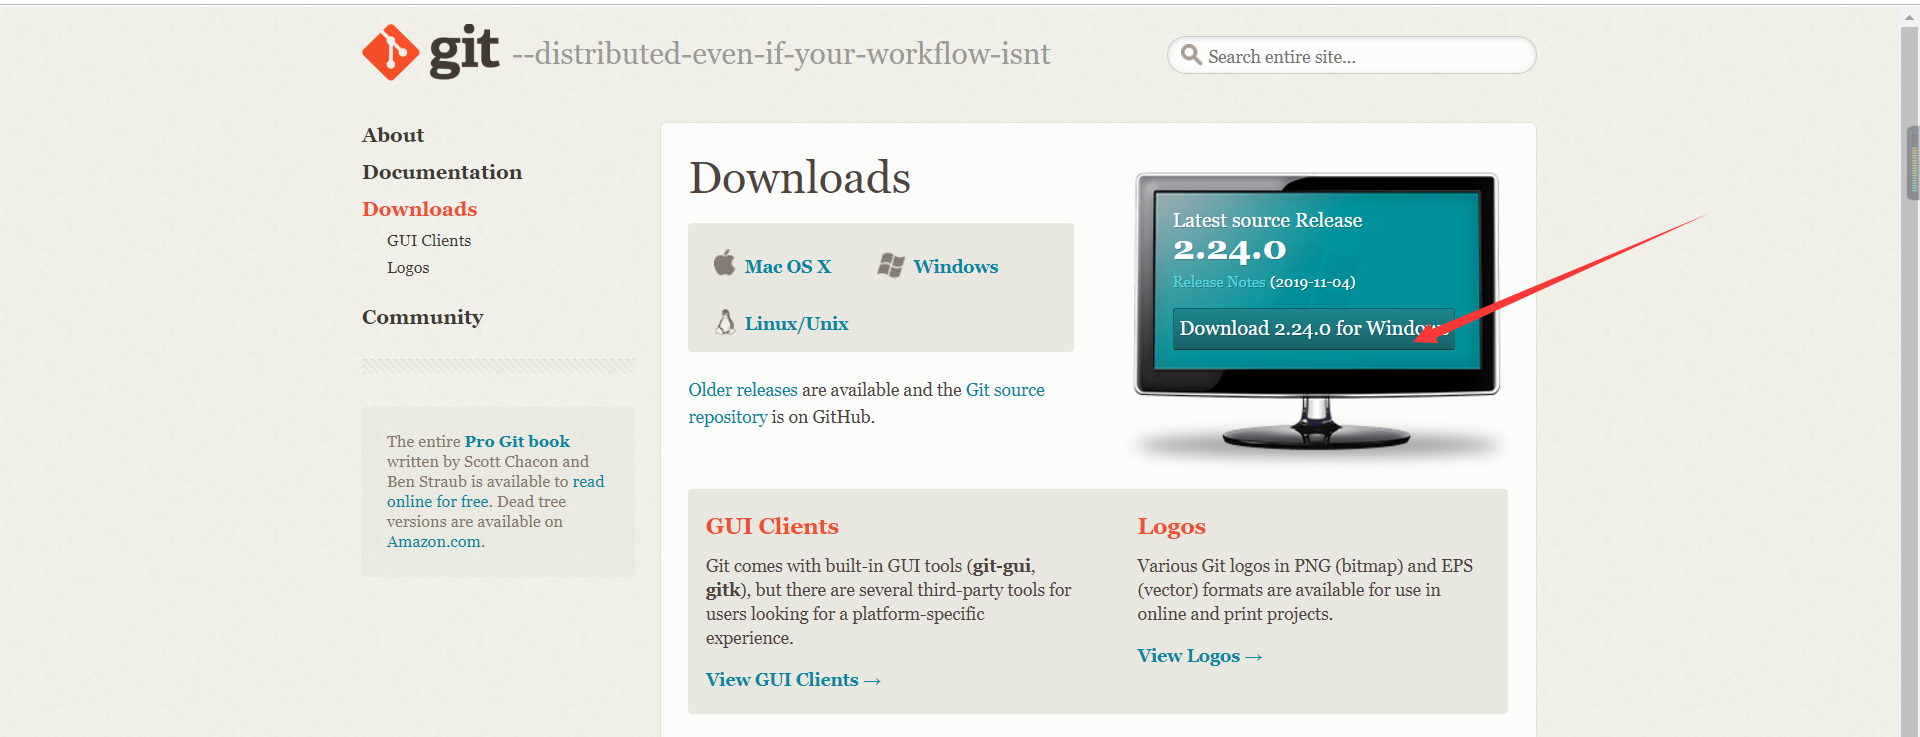 git --distributed-even-if-your-workflow-isnt
Search entire site...
About
Documentation
Downloads
GUI Clients
Logos
Community
The entire Pro Git book
written by Scott Chacon and
Ben Straub is available to read
online for free. Dead tree
versions are available on
Amazon.com.
Downloads
Mac OS X
Windows
Linux/Unix
Older releases are available and the Git source
repository is on GitHub.
Latest source Release
2.24.0
Release Notes (2019-11-04)
Download 2.24.0 for Windows
GUI Clients
Git comes with built-in GUI tools (git-gui,
gitk), but there are several third-party tools for
users looking for a platform-specific
experience.
View GUI Clients →
Logos
Various Git logos in PNG (bitmap) and EPS
(vector) formats are available for use in
online and print projects.
View Logos →